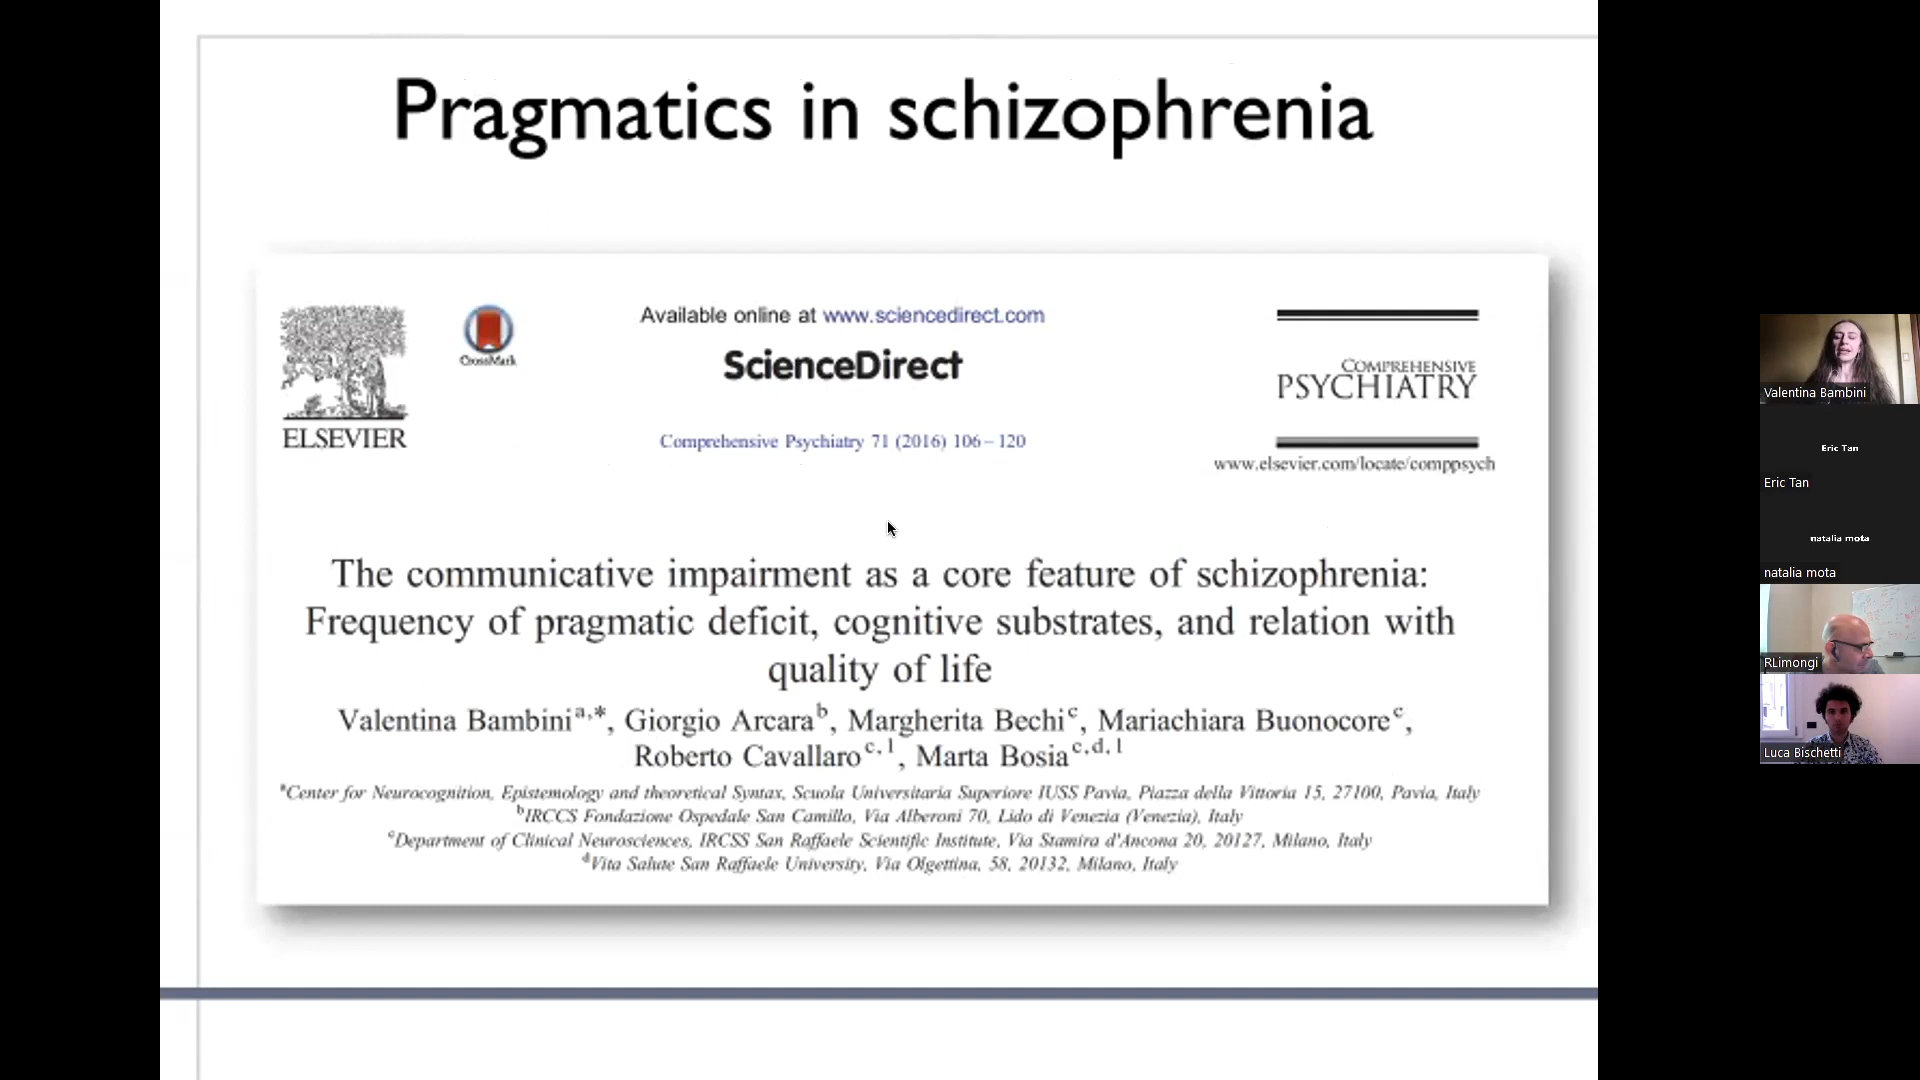 Pragmatics in schizophrenia
ELSEVIER
CrossMark
Available online at www.sciencedirect.com
ScienceDirect
Comprehensive Psychiatry 71 (2016) 106–120
COMPREHENSIVE
PSYCHIATRY
www.elsevier.com/locate/comppsych
The communicative impairment as a core feature of schizophrenia:
Frequency of pragmatic deficit, cognitive substrates, and relation with
quality of life
Valentina Bambini a,*, Giorgio Arcara b, Margherita Bechi c, Mariachiara Buonocore c,
Roberto Cavallaro c,1, Marta Bosia c,d,1
a Center for Neurocognition, Epistemology and theoretical Syntax, Scuola Universitaria Superiore IUSS Pavia, Piazza della Vittoria 15, 27100, Pavia, Italy
b IRCCS Fondazione Ospedale San Camillo, Via Alberoni 70, Lido di Venezia (Venezia), Italy
c Department of Clinical Neurosciences, IRCSS San Raffaele Scientific Institute, Via Stamira d'Ancona 20, 20127, Milano, Italy
d Vita Salute San Raffaele University, Via Olgettina, 58, 20132, Milano, Italy
Valentina Bambini
Eric Tan
Eric Tan
natalia mota
natalia mota
RLimongi
Luca Bischetti